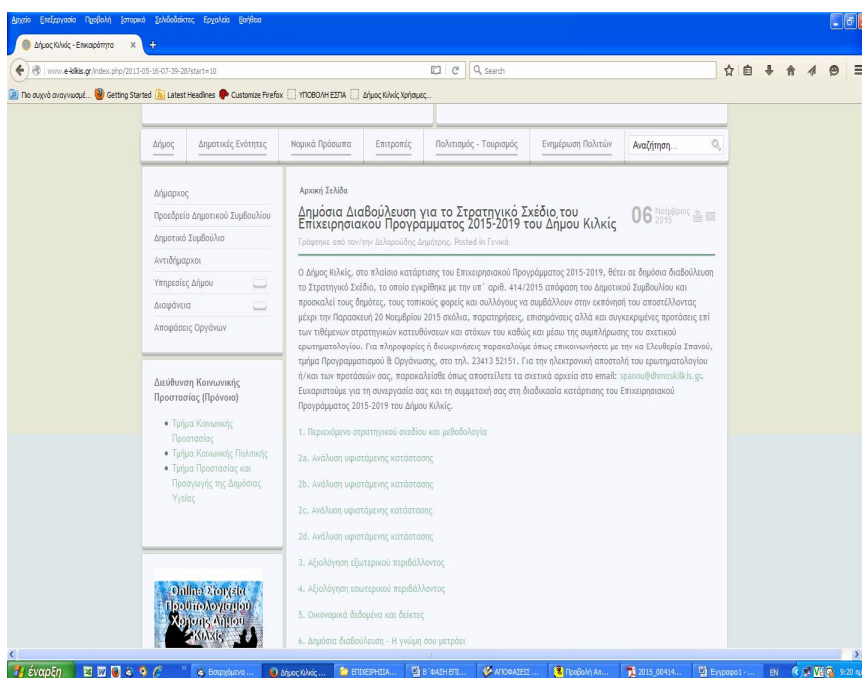 Αρχείο Επεξεργασία Προβολή Ιστορικό Σελιδοδείκτες Εργαλεία Βοήθεια
Δήμος Κιλκίς - Επικαιρότητα x +
www.e-kilkis.gr/index.php/2013-05-16-07-39-28?start=10
Search
Πιο συχνά αναγνωσμέ... Getting Started Latest Headlines Customize Firefox ΥΠΟΒΟΛΗ ΕΣΠΑ Δήμος Κιλκίς Χρήσιμες...
Δήμος Δημοτικές Ενότητες Νομικά Πρόσωπα Επιτροπές Πολιτισμός - Τουρισμός Ενημέρωση Πολιτών Αναζήτηση...
Δήμαρχος
Προεδρείο Δημοτικού Συμβουλίου
Δημοτικό Συμβούλιο
Αντιδήμαρχοι
Υπηρεσίες Δήμου
Διαφάνεια
Αποφάσεις Οργάνων
Διεύθυνση Κοινωνικής
Προστασίας (Πρόνοια)
Τμήμα Κοινωνικής
Προστασίας
Τμήμα Κοινωνικής Πολιτικής
Τμήμα Προστασίας και
Προαγωγής της Δημόσιας
Υγείας
Online Στοιχεία
Προϋπολογισμού
Χρήσης Δήμου
Κιλκίς
Αρχική Σελίδα
Δημόσια Διαβούλευση για το Στρατηγικό Σχέδιο του
Επιχειρησιακού Προγράμματος 2015-2019 του Δήμου Κιλκίς
06 Νοέμβριος
2015
Γράφτηκε από τον/την Δελαρούδης Δημήτρης. Posted in Γενικά
Ο Δήμος Κιλκίς, στο πλαίσιο κατάρτισης του Επιχειρησιακού Προγράμματος 2015-2019, θέτει σε δημόσια διαβούλευση
το Στρατηγικό Σχέδιο, το οποίο εγκρίθηκε με την υπ΄ αριθ. 414/2015 απόφαση του Δημοτικού Συμβουλίου και
προσκαλεί τους δημότες, τους τοπικούς φορείς και συλλόγους να συμβάλλουν στην εκπόνησή του αποστέλλοντας
μέχρι την Παρασκευή 20 Νοεμβρίου 2015 σχόλια, παρατηρήσεις, επισημάνσεις αλλά και συγκεκριμένες προτάσεις επί
των τιθέμενων στρατηγικών κατευθύνσεων και στόχων του καθώς και μέσω της συμπλήρωσης του σχετικού
ερωτηματολογίου. Για πληροφορίες ή διευκρινήσεις παρακαλούμε όπως επικοινωνήσετε με την κα Ελευθερία Σπανού,
τμήμα Προγραμματισμού & Οργάνωσης, στο τηλ. 23413 52151. Για την ηλεκτρονική αποστολή του ερωτηματολογίου
ή/και των προτάσεών σας, παρακαλείσθε όπως αποστείλετε τα σχετικά αρχεία στο email: spanou@dhmoskilkis.gr.
Ευχαριστούμε για τη συνεργασία σας και τη συμμετοχή σας στη διαδικασία κατάρτισης του Επιχειρησιακού
Προγράμματος 2015-2019 του Δήμου Κιλκίς.
1. Περιεχόμενο στρατηγικού σχεδίου και μεθοδολογία
2a. Ανάλυση υφιστάμενης κατάστασης
2b. Ανάλυση υφιστάμενης κατάστασης
2c. Ανάλυση υφιστάμενης κατάστασης
2d. Ανάλυση υφιστάμενης κατάστασης
3. Αξιολόγηση εξωτερικού περιβάλλοντος
4. Αξιολόγηση εσωτερικού περιβάλλοντος
5. Οικονομικά δεδομένα και δείκτες
6. Δημόσια διαβούλευση - Η γνώμη σου μετράει
έναρξη Εισερχόμενα ... Δήμος Κιλκίς ... ΕΠΙΧΕΙΡΗΣΙΑ... Β΄ΦΑΣΗ ΕΠΙ... ΑΠΟΦΑΣΕΙΣ ... Προβολή Απ... 2015_00414... Έγγραφο1 - ... EN 9:20 πμ